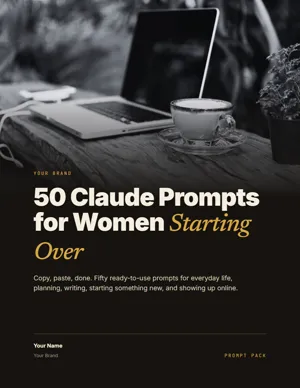 YOUR BRAND
50 Claude Prompts
for Women Starting
Over
Copy, paste, done. Fifty ready-to-use prompts for everyday life,
planning, writing, starting something new, and showing up online.
Your Name
Your Brand
PROMPT PACK